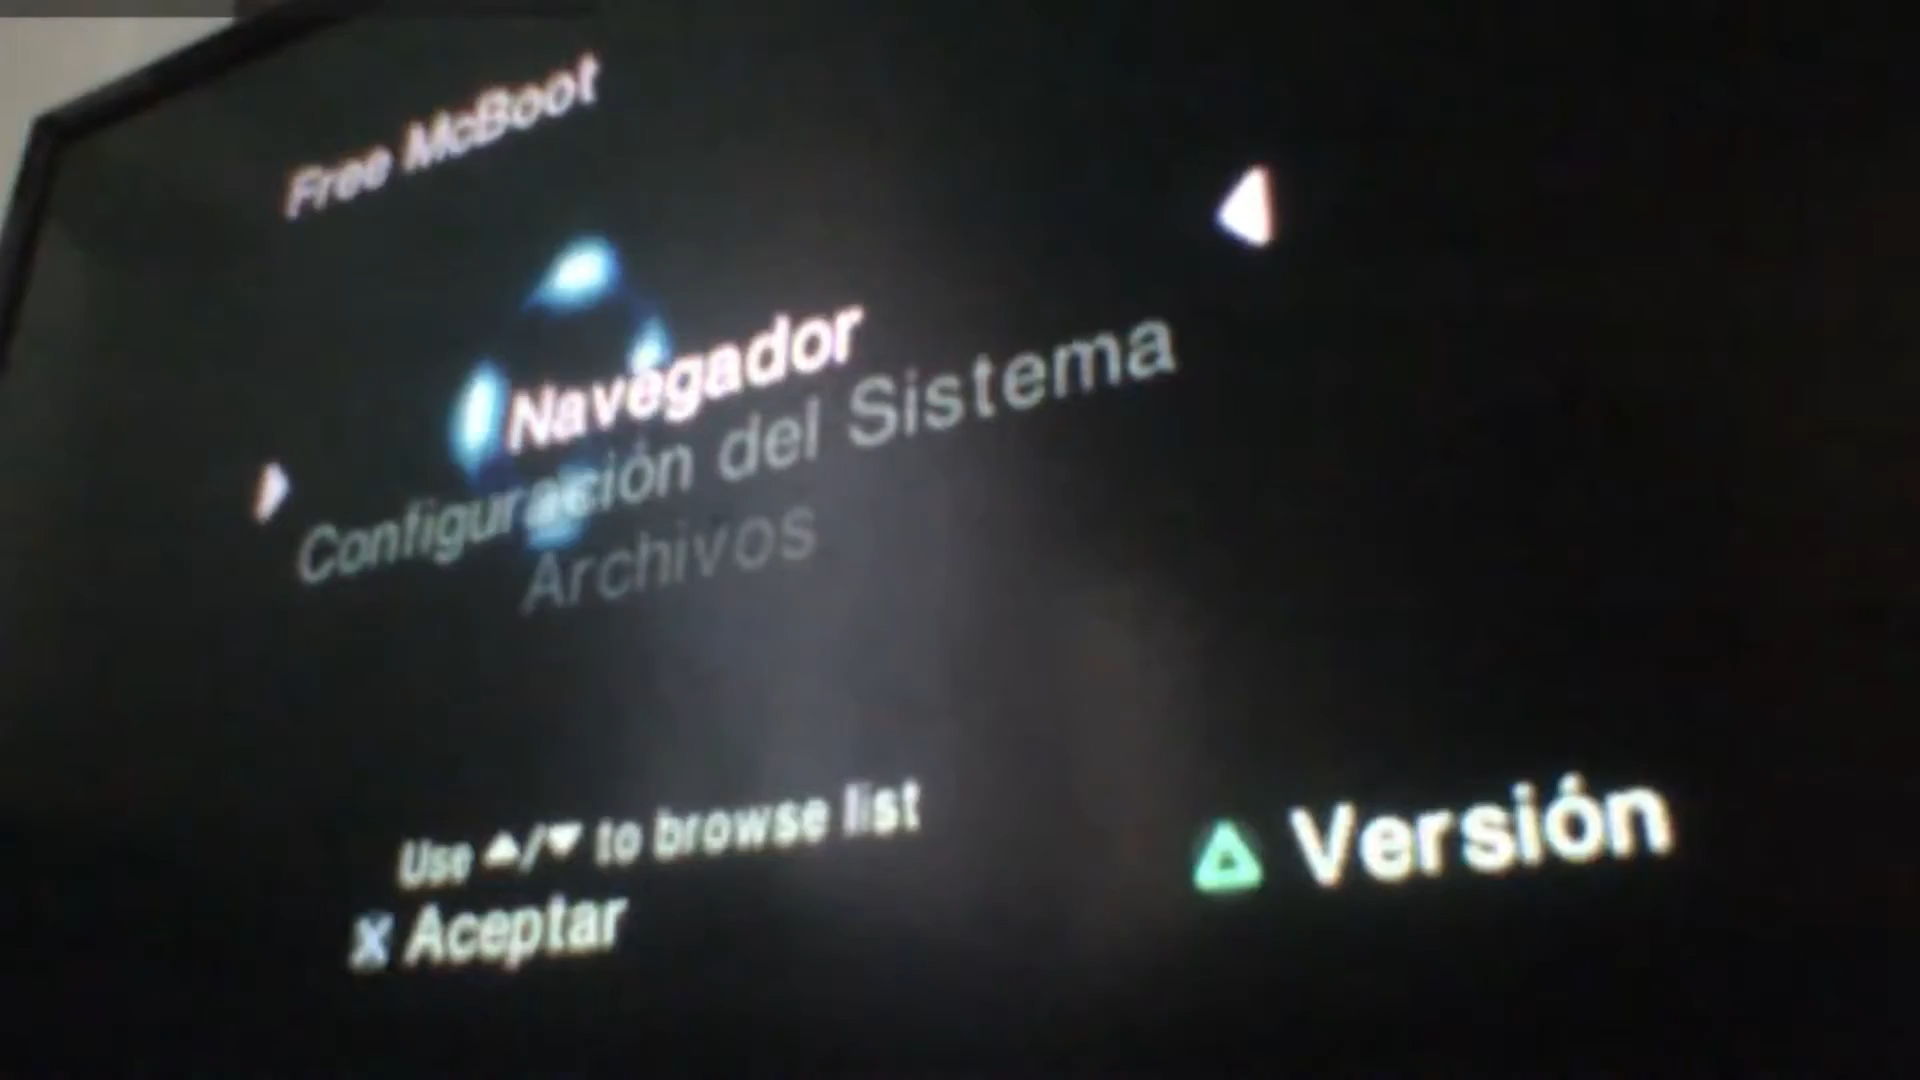 Free McBoot
Navegador
Configuración del Sistema
Archivos
Use ▲/▼ to browse list
X Aceptar
Versión